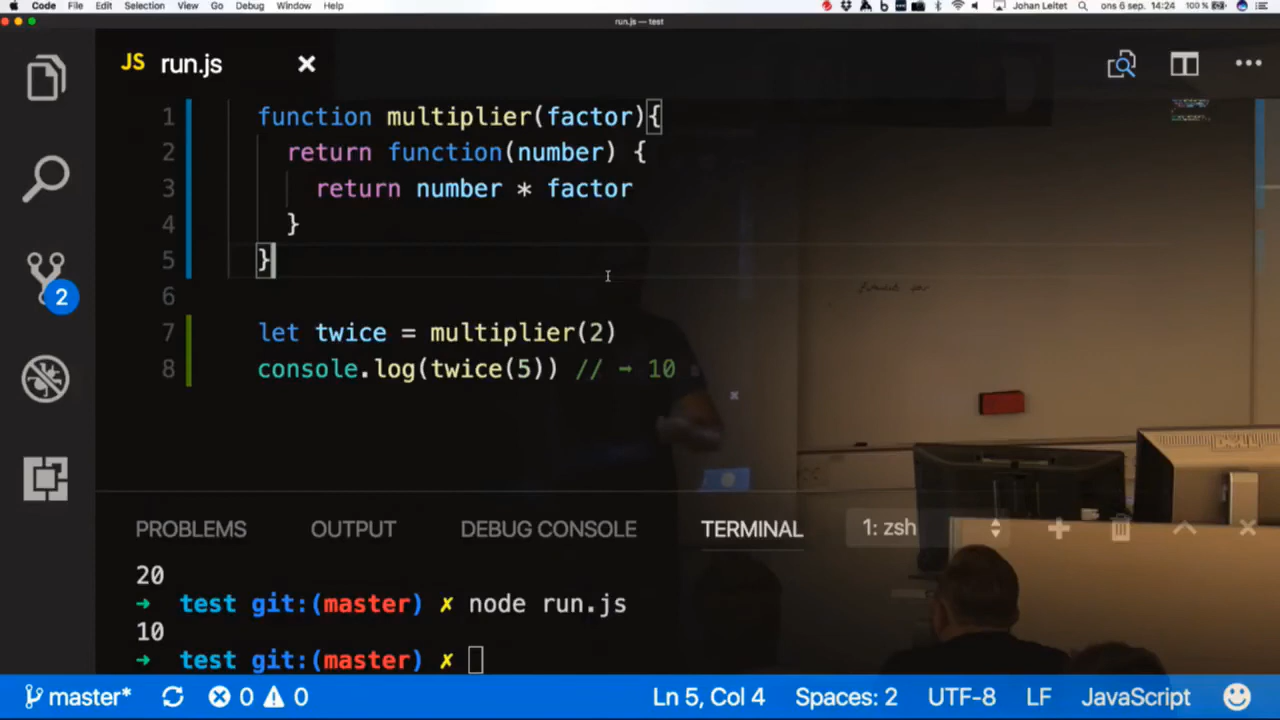 Code File Edit Selection View Go Debug Window Help Johan Leitet ons 6 sep. 14:24 100 %
run.js — test
JS run.js
1 function multiplier(factor){
2 return function(number) {
3 return number * factor
4 }
5 }
6
7 let twice = multiplier(2)
8 console.log(twice(5)) // → 10
2
PROBLEMS OUTPUT DEBUG CONSOLE TERMINAL 1: zsh
20
➜ test git:(master) ✗ node run.js
10
➜ test git:(master) ✗
master* 0 0 Ln 5, Col 4 Spaces: 2 UTF-8 LF JavaScript
DELL